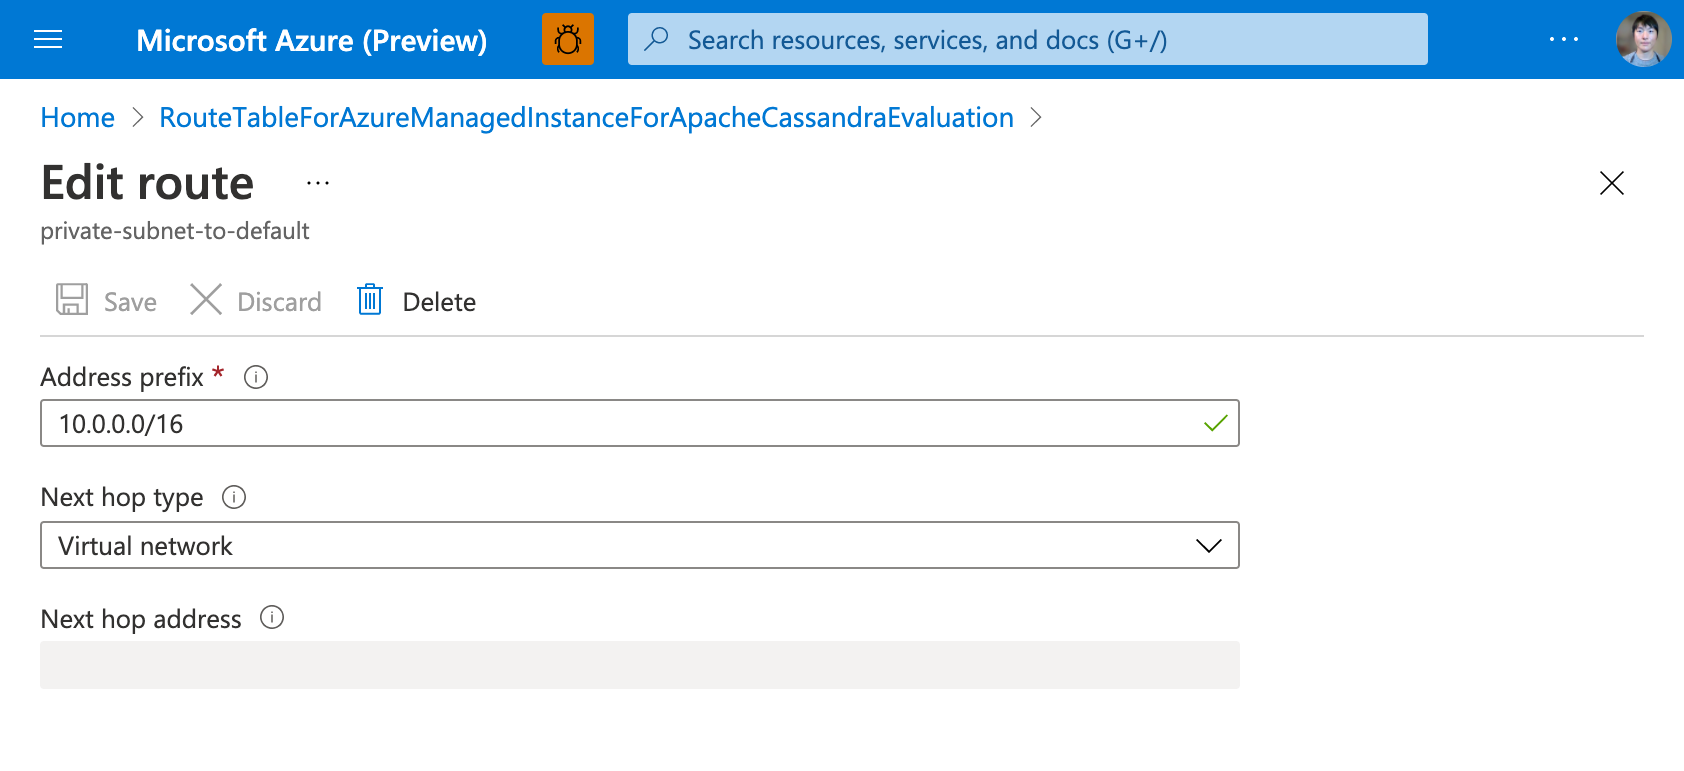 Microsoft Azure (Preview)
Search resources, services, and docs (G+/)
Home > RouteTableForAzureManagedInstanceForApacheCassandraEvaluation >
Edit route ...
private-subnet-to-default
Save Discard Delete
Address prefix *
10.0.0.0/16
Next hop type
Virtual network
Next hop address